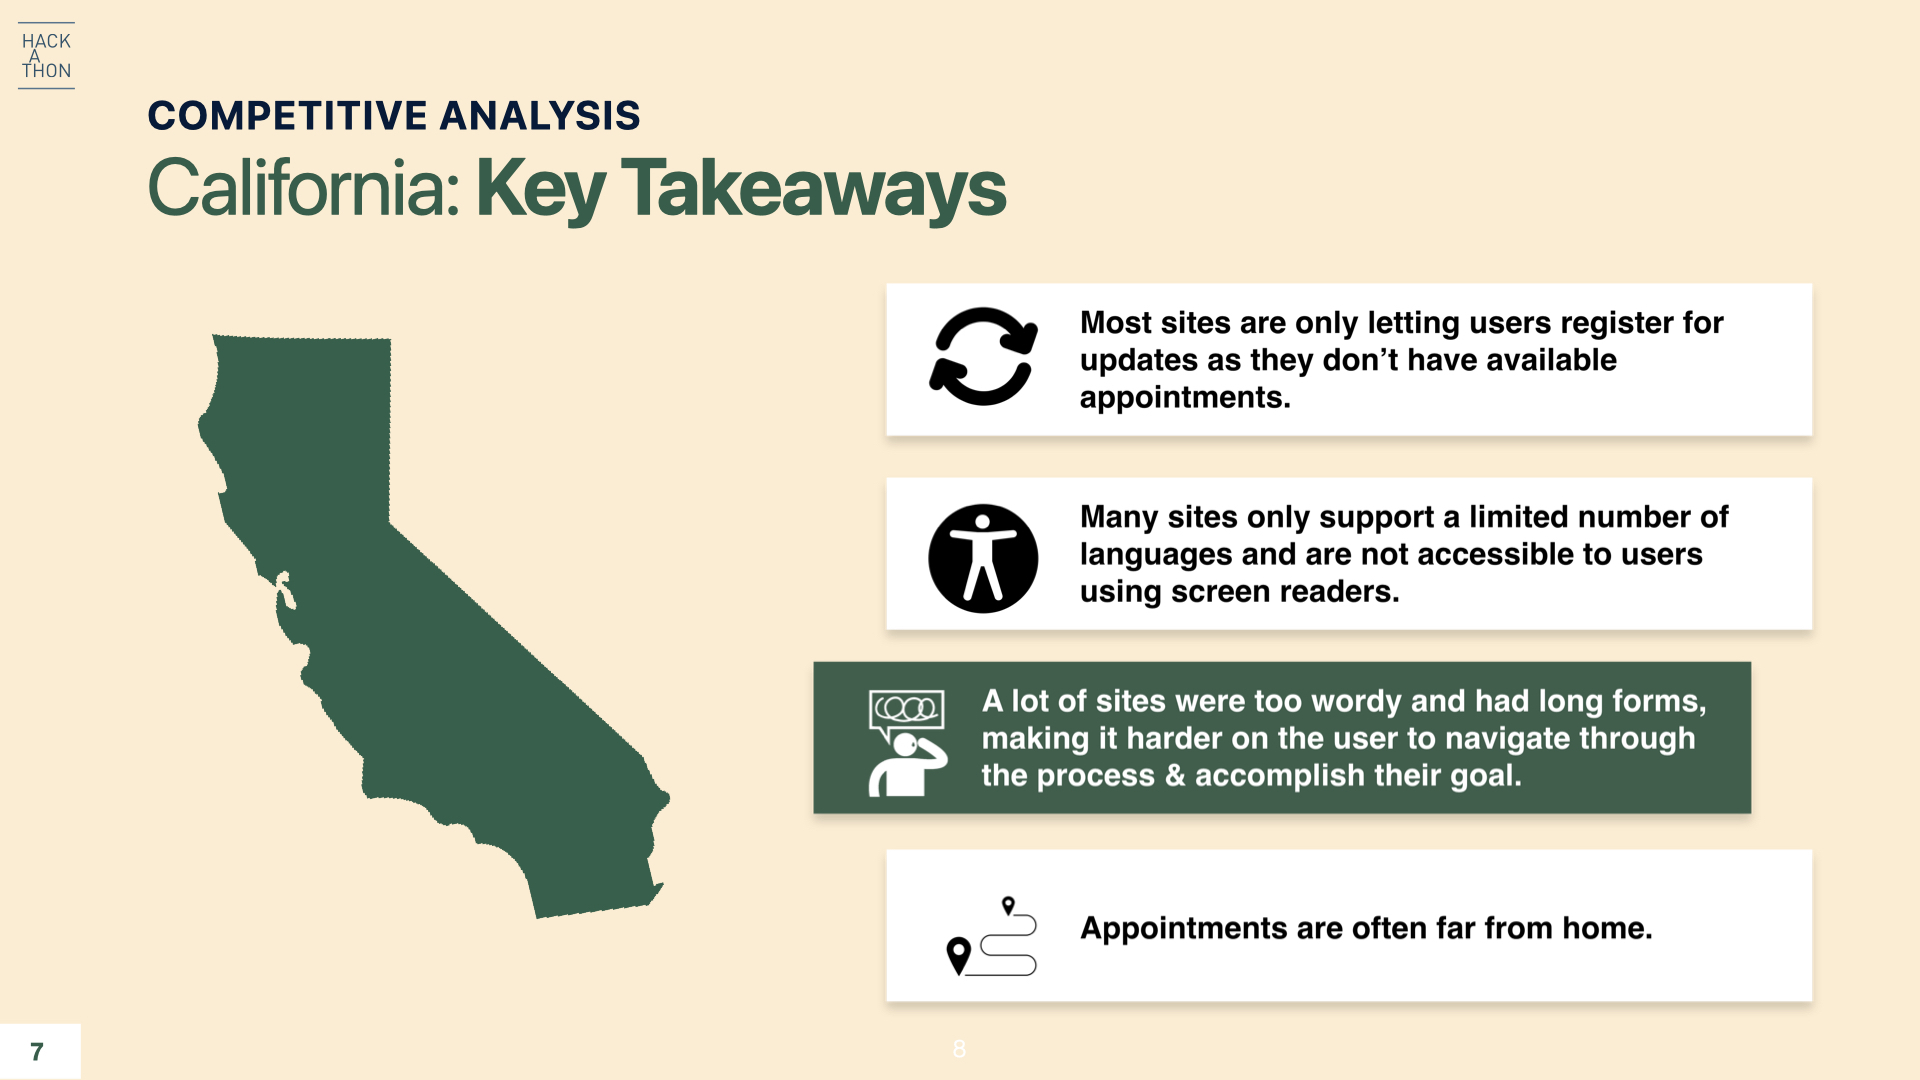 HACK
A
THON
COMPETITIVE ANALYSIS
California: Key Takeaways
Most sites are only letting users register for
updates as they don’t have available
appointments.
Many sites only support a limited number of
languages and are not accessible to users
using screen readers.
A lot of sites were too wordy and had long forms,
making it harder on the user to navigate through
the process & accomplish their goal.
Appointments are often far from home.
7
8